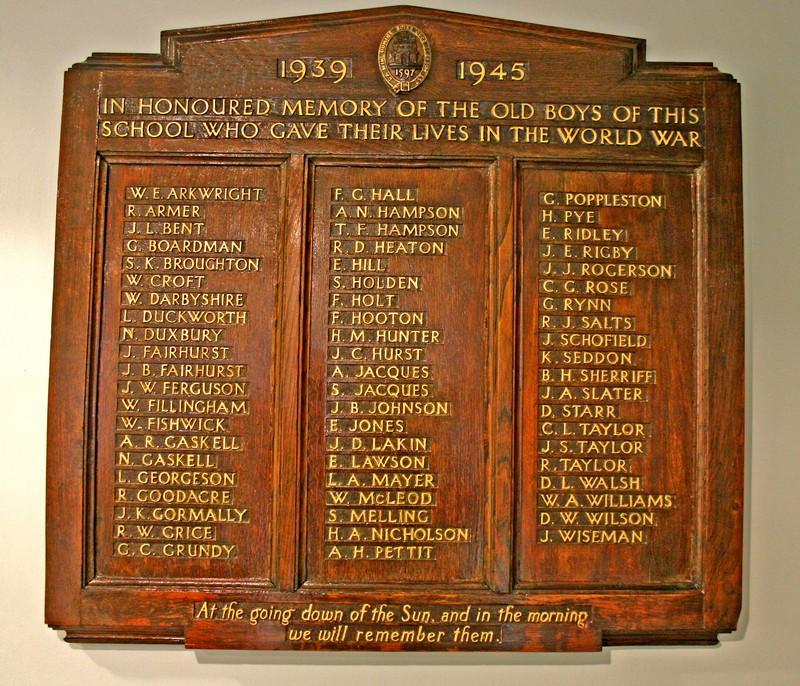 1939 1597 1945
IN HONOURED MEMORY OF THE OLD BOYS OF THIS
SCHOOL WHO GAVE THEIR LIVES IN THE WORLD WAR
W. E. ARKWRIGHT
R. ARMER
J. L. BENT
G. BOARDMAN
S. K. BROUGHTON
W. CROFT
W. DARBYSHIRE
L. DUCKWORTH
N. DUXBURY
J. FAIRHURST
J. B. FAIRHURST
J. W. FERGUSON
W. FILLINGHAM
W. FISHWICK
A. R. GASKELL
N. GASKELL
L. GEORGESON
R. GOODACRE
J. K. GORMALLY
R. W. GRICE
G. C. GRUNDY
F. G. HALL
A. N. HAMPSON
T. F. HAMPSON
R. D. HEATON
E. HILL
S. HOLDEN
F. HOLT
F. HOOTON
H. M. HUNTER
J. C. HURST
A. JACQUES
S. JACQUES
J. B. JOHNSON
E. JONES
J. D. LAKIN
E. LAWSON
L. A. MAYER
W. McLEOD
S. MELLING
H. A. NICHOLSON
A. H. PETTIT
C. POPPLESTON
H. PYE
E. RIDLEY
J. E. RIGBY
J. J. ROGERSON
C. G. ROSE
G. RYNN
R. J. SALTS
J. SCHOFIELD
K. SEDDON
B. H. SHERRIFF
J. A. SLATER
D. STARR
C. L. TAYLOR
J. S. TAYLOR
R. TAYLOR
D. L. WALSH
W. A. WILLIAMS
D. W. WILSON
J. WISEMAN
At the going down of the Sun, and in the morning,
we will remember them.